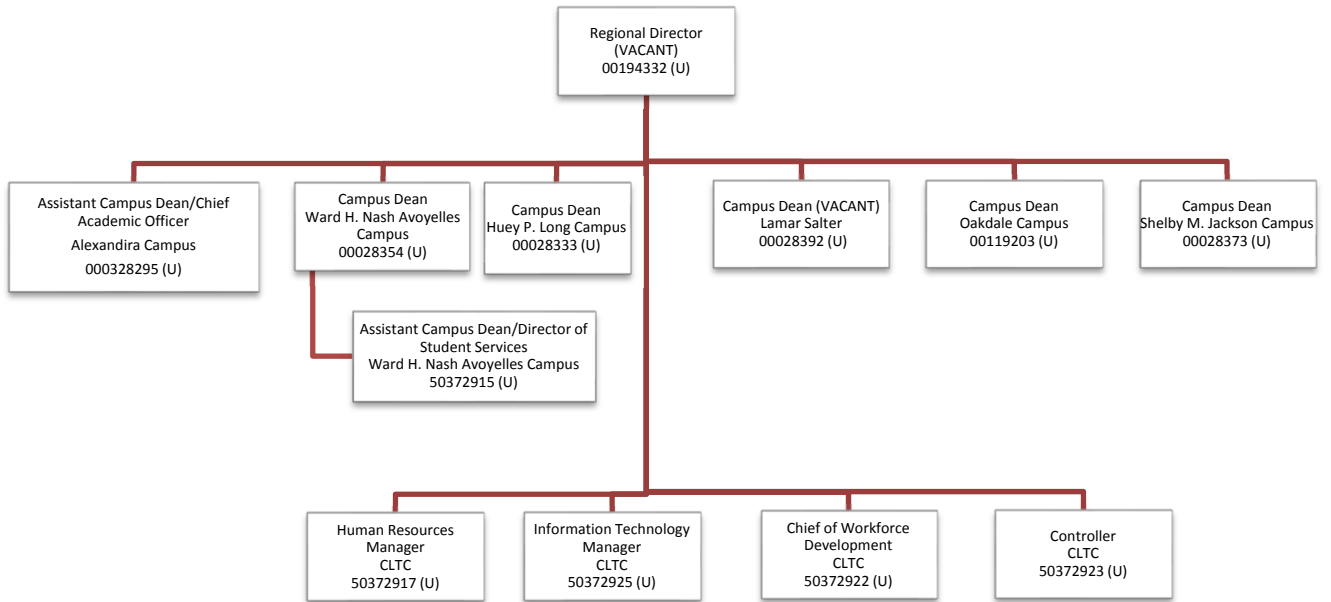 Regional Director
(VACANT)
00194332 (U)
Assistant Campus Dean/Chief
Academic Officer
Alexandira Campus
000328295 (U)
Campus Dean
Ward H. Nash Avoyelles
Campus
00028354 (U)
Campus Dean
Huey P. Long Campus
00028333 (U)
Campus Dean (VACANT)
Lamar Salter
00028392 (U)
Campus Dean
Oakdale Campus
00119203 (U)
Campus Dean
Shelby M. Jackson Campus
00028373 (U)
Assistant Campus Dean/Director of
Student Services
Ward H. Nash Avoyelles Campus
50372915 (U)
Human Resources
Manager
CLTC
50372917 (U)
Information Technology
Manager
CLTC
50372925 (U)
Chief of Workforce
Development
CLTC
50372922 (U)
Controller
CLTC
50372923 (U)